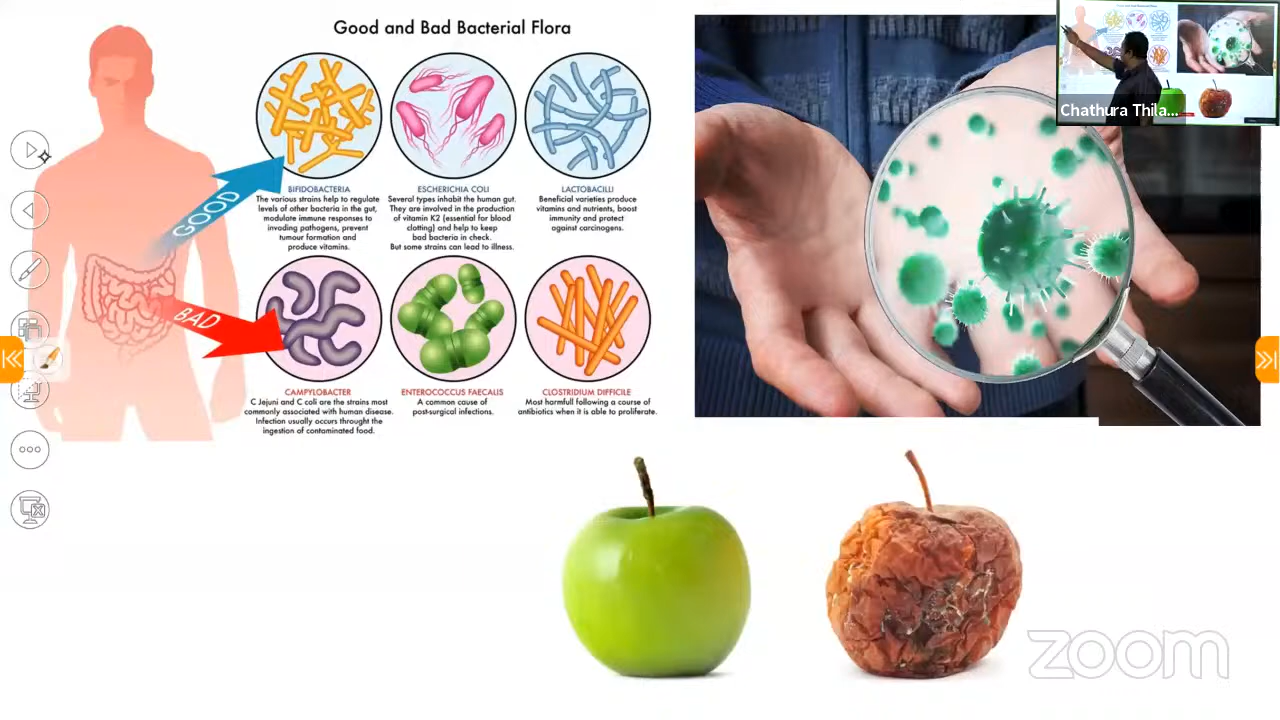 Good and Bad Bacterial Flora
GOOD
BIFIDOBACTERIA
The various strains help to regulate
levels of other bacteria in the gut,
modulate immune responses to
invading pathogens, prevent
tumour formation and
produce vitamins.
ESCHERICHIA COLI
Several types inhabit the human gut.
They are involved in the production
of vitamin K2 (essential for blood
clotting) and help to keep
bad bacteria in check.
But some strains can lead to illness.
LACTOBACILLI
Beneficial varieties produce
vitamins and nutrients, boost
immunity and protect
against carcinogens.
BAD
CAMPYLOBACTER
C Jejuni and C coli are the strains most
commonly associated with human disease.
Infection usually occurs throught the
ingestion of contaminated food.
ENTEROCOCCUS FAECALIS
A common cause of
post-surgical infections.
CLOSTRIDIUM DIFFICILE
Most harmfull following a course of
antibiotics when it is able to proliferate.
Chathura Thila...
zoom